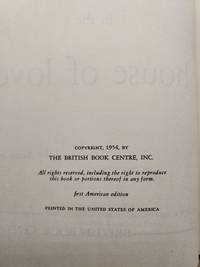 COPYRIGHT, 1954, BY
THE BRITISH BOOK CENTRE, INC.
All rights reserved, including the right to reproduce
this book or portions thereof in any form.
first American edition
PRINTED IN THE UNITED STATES OF AMERICA